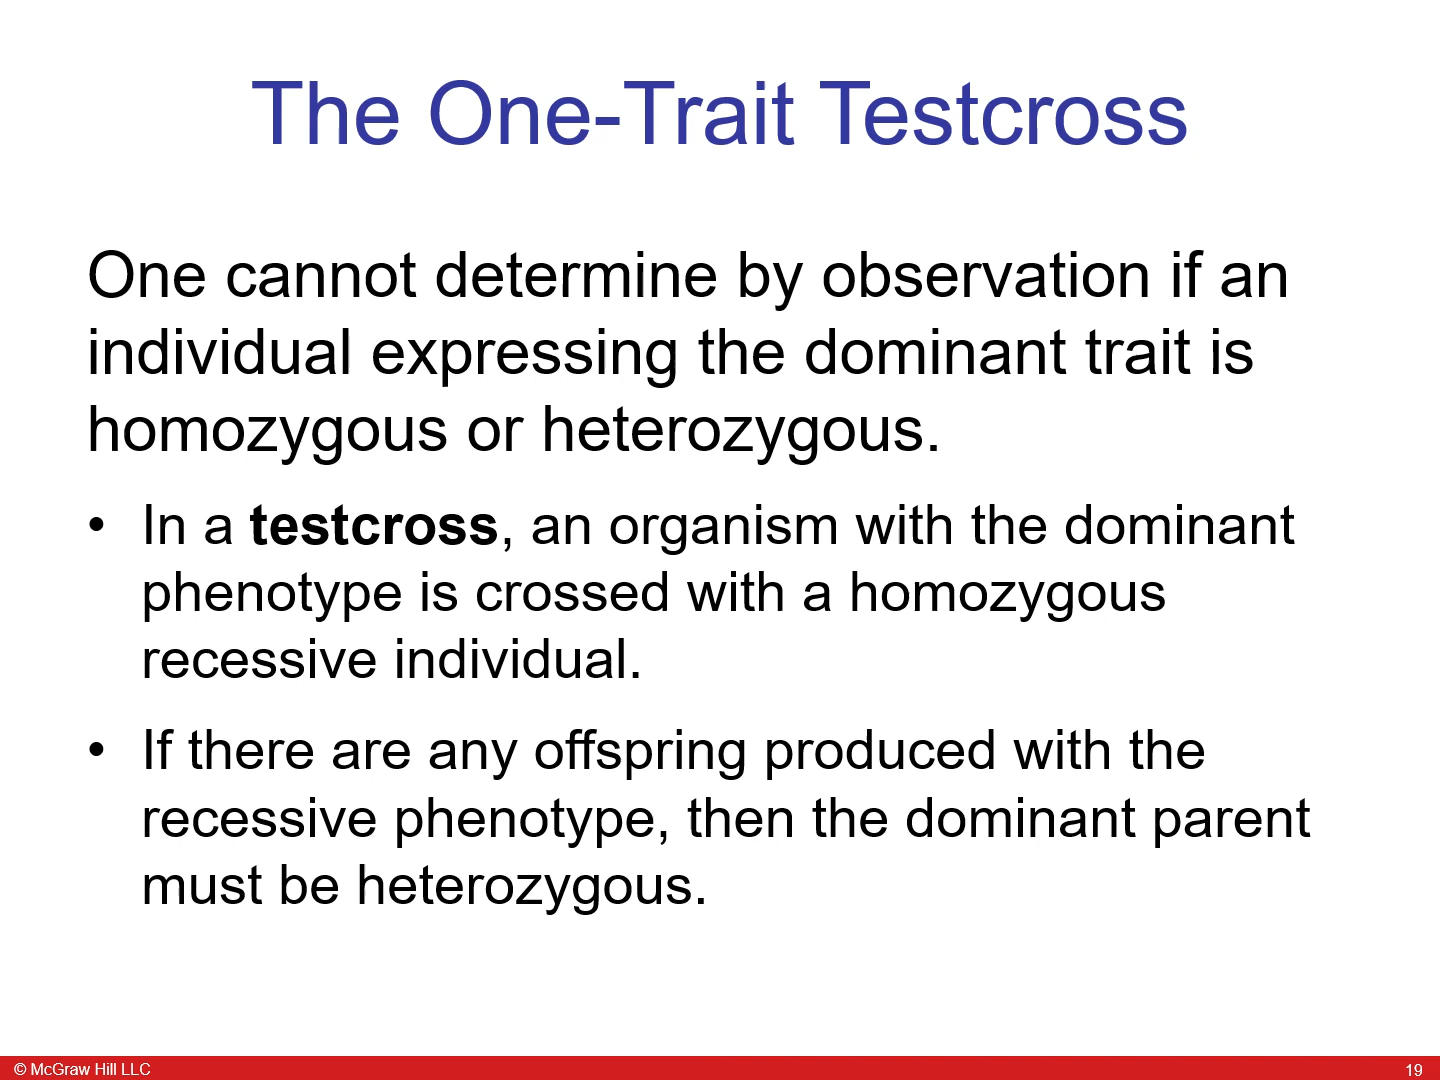 The One-Trait Testcross
One cannot determine by observation if an
individual expressing the dominant trait is
homozygous or heterozygous.
• In a testcross, an organism with the dominant
phenotype is crossed with a homozygous
recessive individual.
• If there are any offspring produced with the
recessive phenotype, then the dominant parent
must be heterozygous.
© McGraw Hill LLC
19